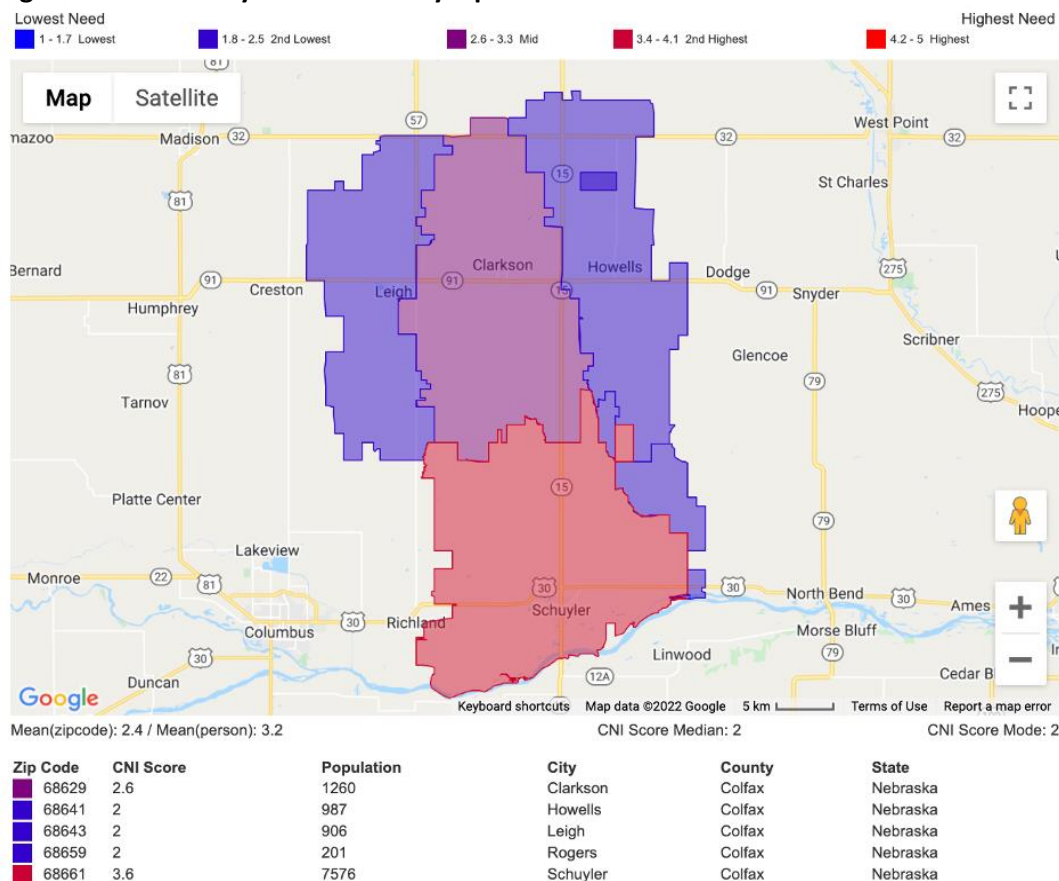 Lowest Need Highest Need
1 - 1.7 Lowest 1.8 - 2.5 2nd Lowest 2.6 - 3.3 Mid 3.4 - 4.1 2nd Highest 4.2 - 5 Highest
Map Satellite
81
57
West Point
mazoo Madison 32 32 32
15 St Charles
81
275
Bernard Clarkson Howells Dodge
91 Creston Leigh 91 15 91 Snyder
Humphrey
Scribner
Glencoe
81 79 275
Tarnov Hoope
15
Platte Center
79
Lakeview
Monroe 22 81 30 30 North Bend 30 Ames
Schuyler
Columbus 30 Richland Morse Bluff
30 Linwood 79
Duncan 12A Cedar Bl
Google
Keyboard shortcuts Map data ©2022 Google 5 km Terms of Use Report a map error
Mean(zipcode): 2.4 / Mean(person): 3.2 CNI Score Median: 2 CNI Score Mode: 2
Zip Code CNI Score Population City County State
68629 2.6 1260 Clarkson Colfax Nebraska
68641 2 987 Howells Colfax Nebraska
68643 2 906 Leigh Colfax Nebraska
68659 2 201 Rogers Colfax Nebraska
68661 3.6 7576 Schuyler Colfax Nebraska